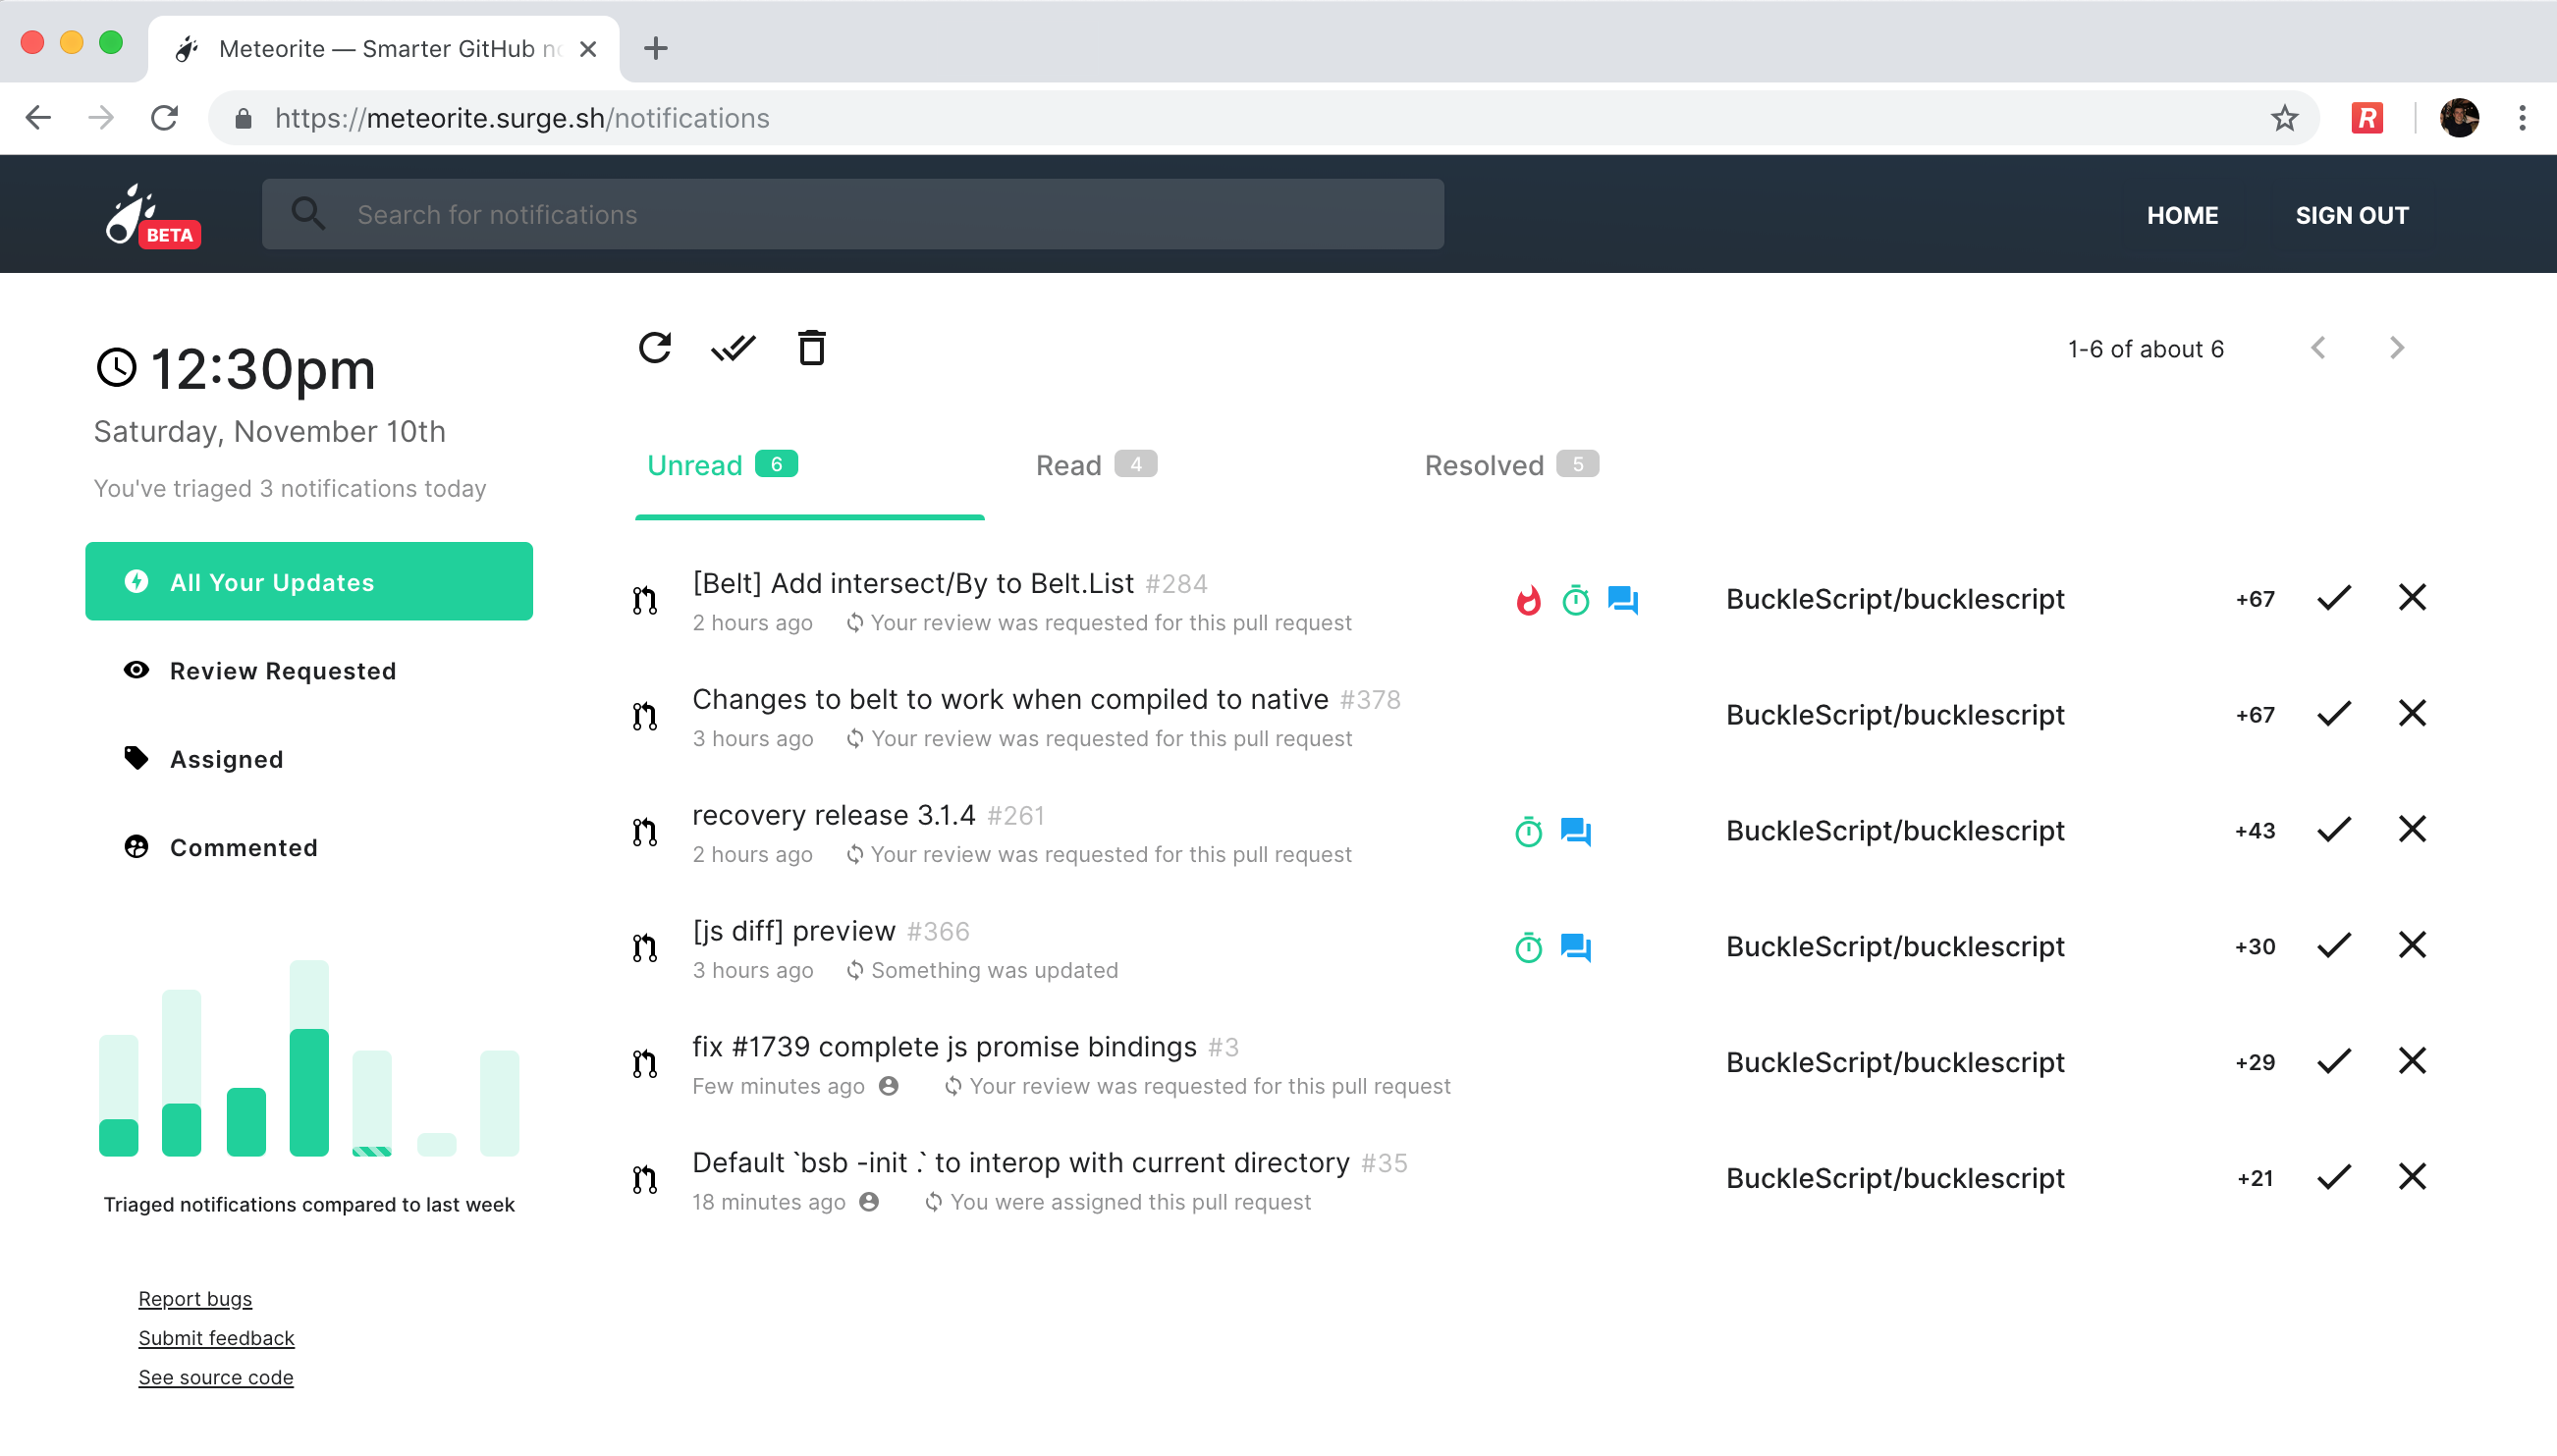 Meteorite — Smarter GitHub no
https://meteorite.surge.sh/notifications
BETA
Search for notifications
HOME
SIGN OUT
12:30pm
Saturday, November 10th
You've triaged 3 notifications today
All Your Updates
Review Requested
Assigned
Commented
Triaged notifications compared to last week
Report bugs
Submit feedback
See source code
1-6 of about 6
Unread 6
Read 4
Resolved 5
[Belt] Add intersect/By to Belt.List #284
2 hours ago Your review was requested for this pull request
BuckleScript/bucklescript +67
Changes to belt to work when compiled to native #378
3 hours ago Your review was requested for this pull request
BuckleScript/bucklescript +67
recovery release 3.1.4 #261
2 hours ago Your review was requested for this pull request
BuckleScript/bucklescript +43
[js diff] preview #366
3 hours ago Something was updated
BuckleScript/bucklescript +30
fix #1739 complete js promise bindings #3
Few minutes ago Your review was requested for this pull request
BuckleScript/bucklescript +29
Default `bsb -init .` to interop with current directory #35
18 minutes ago You were assigned this pull request
BuckleScript/bucklescript +21